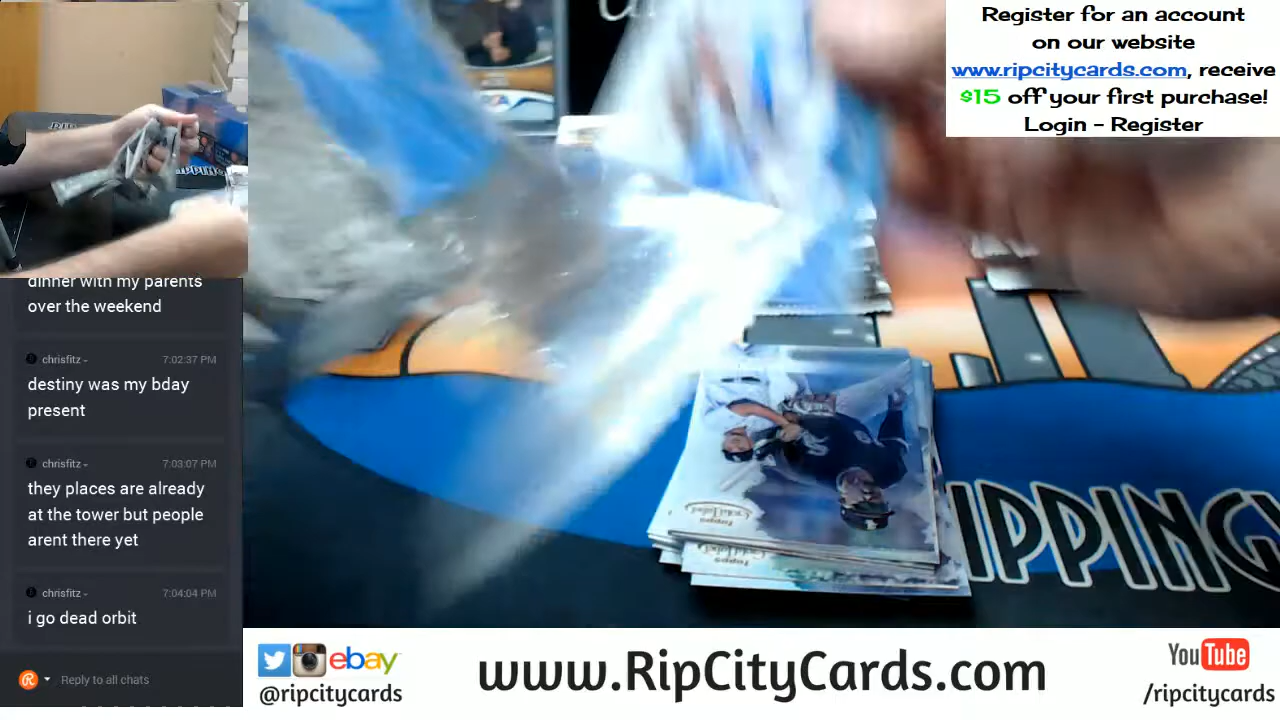 Register for an account
on our website
www.ripcitycards.com, receive
$15 off your first purchase!
Login - Register
dinner with my parents
over the weekend
chrisfitz
7:02:37 PM
destiny was my bday
present
chrisfitz
7:03:07 PM
they places are already
at the tower but people
arent there yet
chrisfitz
7:04:04 PM
i go dead orbit
Reply to all chats
Topps
IPPING
ebay
@ripcitycards
www.RipCityCards.com
YouTube
/ripcitycards